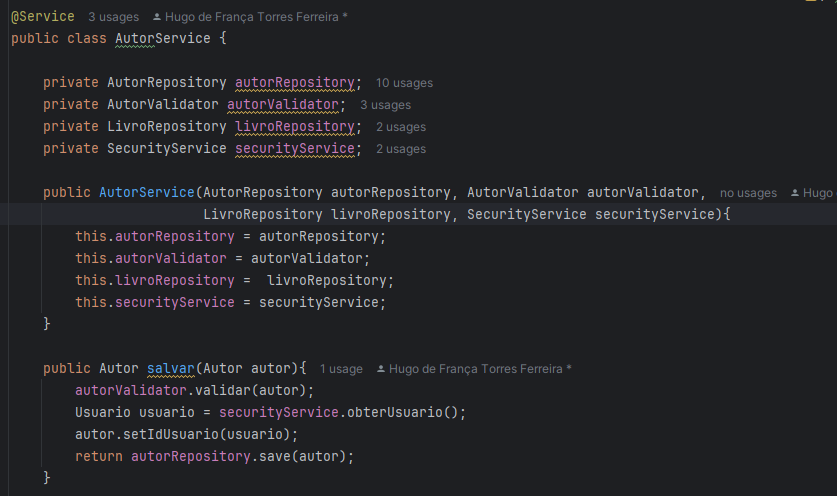 @Service 3 usages Hugo de França Torres Ferreira *
public class AutorService {
private AutorRepository autorRepository; 10 usages
private AutorValidator autorValidator; 3 usages
private LivroRepository livroRepository; 2 usages
private SecurityService securityService; 2 usages
public AutorService(AutorRepository autorRepository, AutorValidator autorValidator, no usages Hugo
LivroRepository livroRepository, SecurityService securityService){
this.autorRepository = autorRepository;
this.autorValidator = autorValidator;
this.livroRepository =  livroRepository;
this.securityService = securityService;
}
public Autor salvar(Autor autor){ 1 usage Hugo de França Torres Ferreira *
autorValidator.validar(autor);
Usuario usuario = securityService.obterUsuario();
autor.setIdUsuario(usuario);
return autorRepository.save(autor);
}